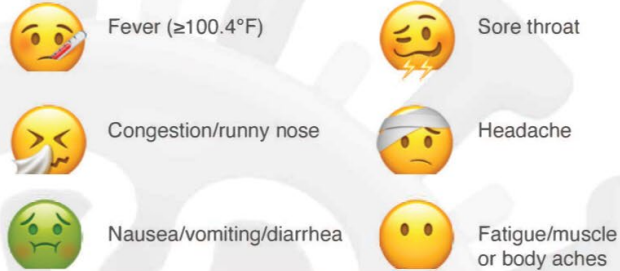 Fever (≥100.4°F)
Sore throat
Congestion/runny nose
Headache
Nausea/vomiting/diarrhea
Fatigue/muscle
or body aches